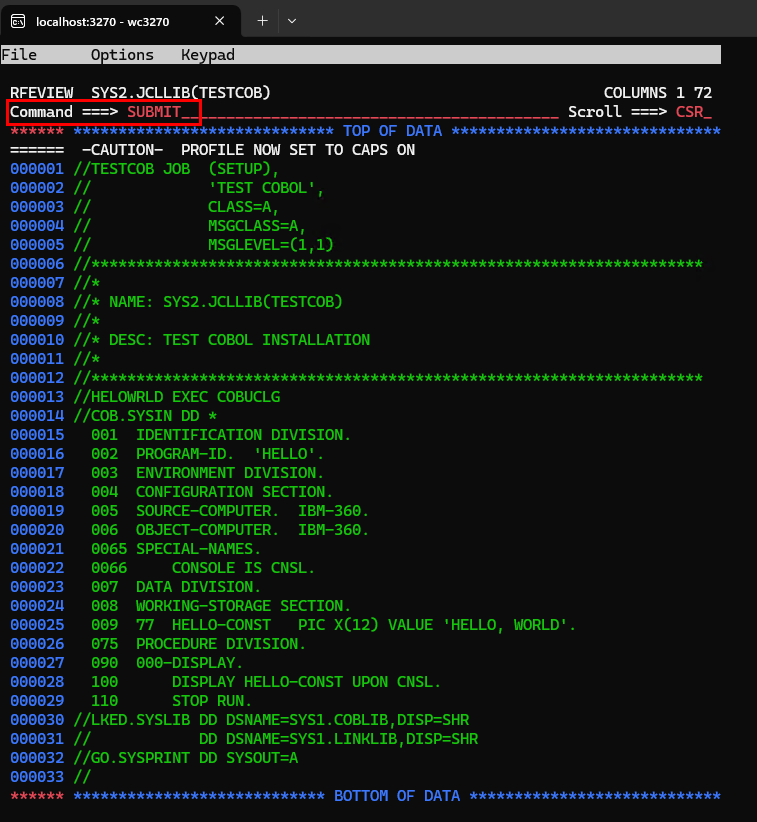 localhost:3270 - wc3270
File      Options   Keypad
RFEVIEW  SYS2.JCLLIB(TESTCOB)                                     COLUMNS 1 72
Command ===> SUBMIT__________________________________________ Scroll ===> CSR_
****** ***************************** TOP OF DATA ******************************
======  -CAUTION-  PROFILE NOW SET TO CAPS ON
000001 //TESTCOB JOB  (SETUP),
000002 //             'TEST COBOL',
000003 //             CLASS=A,
000004 //             MSGCLASS=A,
000005 //             MSGLEVEL=(1,1)
000006 //********************************************************************
000007 //*
000008 //* NAME: SYS2.JCLLIB(TESTCOB)
000009 //*
000010 //* DESC: TEST COBOL INSTALLATION
000011 //*
000012 //********************************************************************
000013 //HELOWRLD EXEC COBUCLG
000014 //COB.SYSIN DD *
000015   001  IDENTIFICATION DIVISION.
000016   002  PROGRAM-ID.  'HELLO'.
000017   003  ENVIRONMENT DIVISION.
000018   004  CONFIGURATION SECTION.
000019   005  SOURCE-COMPUTER.  IBM-360.
000020   006  OBJECT-COMPUTER.  IBM-360.
000021   0065 SPECIAL-NAMES.
000022   0066     CONSOLE IS CNSL.
000023   007  DATA DIVISION.
000024   008  WORKING-STORAGE SECTION.
000025   009  77  HELLO-CONST   PIC X(12) VALUE 'HELLO, WORLD'.
000026   075  PROCEDURE DIVISION.
000027   090  000-DISPLAY.
000028   100      DISPLAY HELLO-CONST UPON CNSL.
000029   110      STOP RUN.
000030 //LKED.SYSLIB DD DSNAME=SYS1.COBLIB,DISP=SHR
000031 //            DD DSNAME=SYS1.LINKLIB,DISP=SHR
000032 //GO.SYSPRINT DD SYSOUT=A
000033 //
****** **************************** BOTTOM OF DATA ****************************